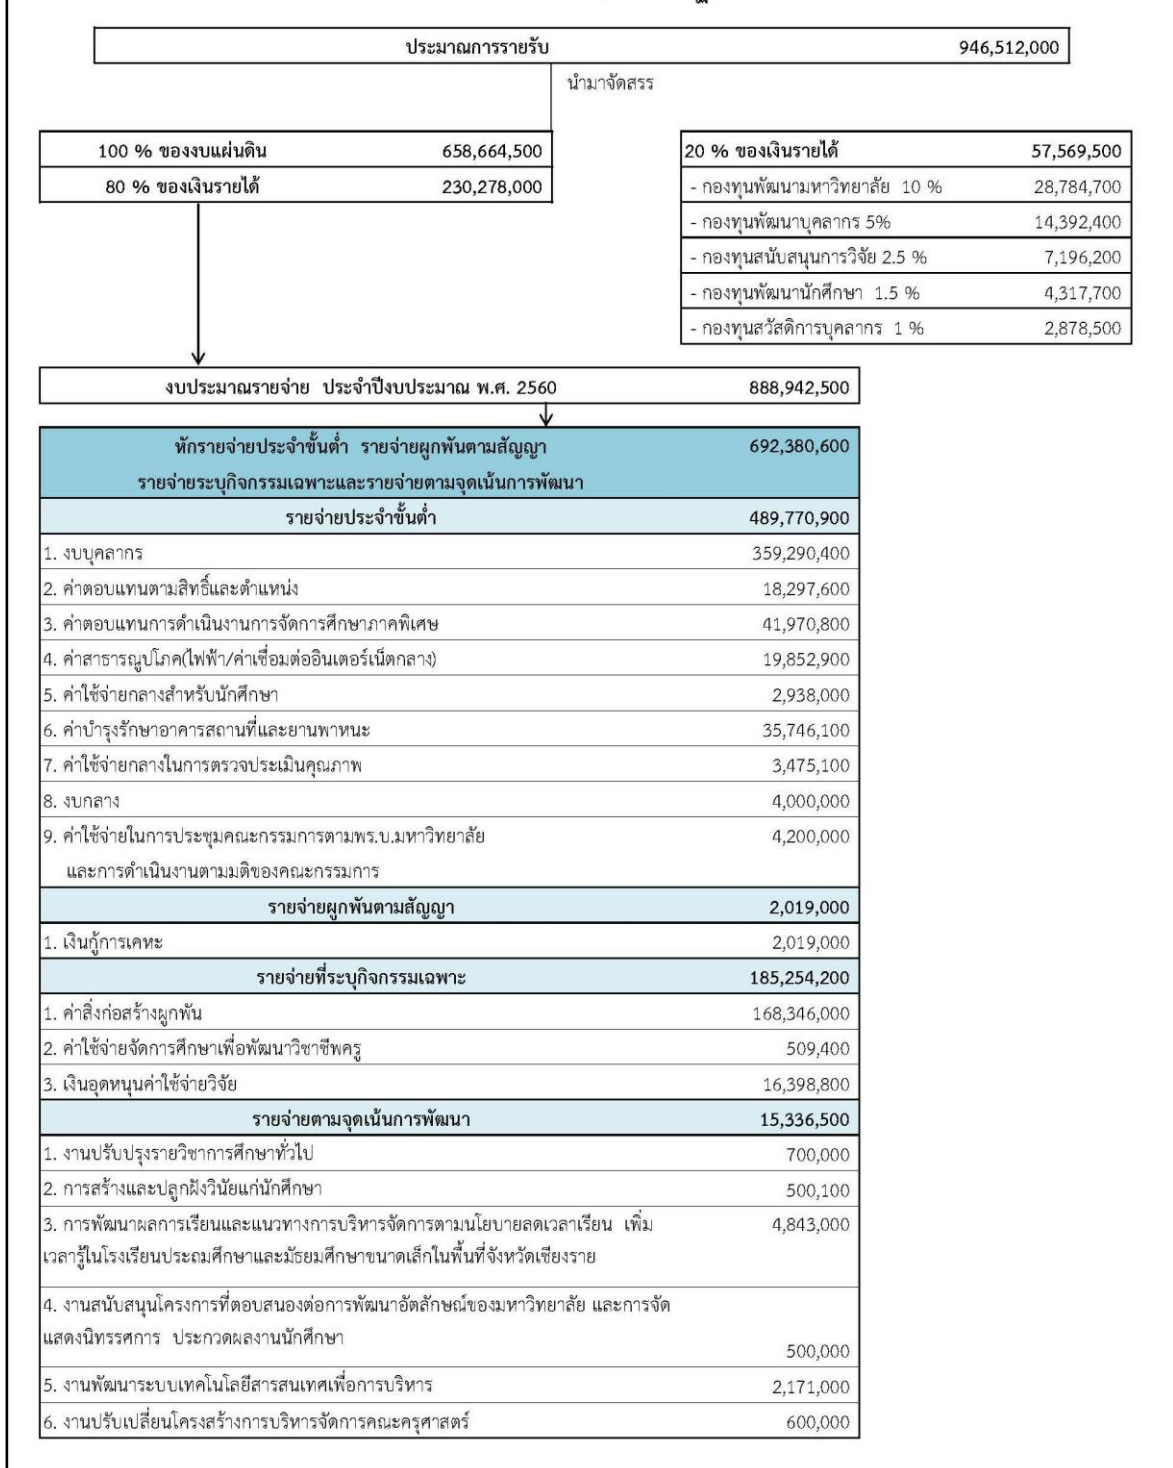 ประมาณการรายรับ 946,512,000
นำมาจัดสรร
100 % ของงบแผ่นดิน 658,664,500
80 % ของเงินรายได้ 230,278,000
20 % ของเงินรายได้ 57,569,500
- กองทุนพัฒนามหาวิทยาลัย 10 % 28,784,700
- กองทุนพัฒนาบุคลากร 5% 14,392,400
- กองทุนสนับสนุนการวิจัย 2.5 % 7,196,200
- กองทุนพัฒนานักศึกษา 1.5 % 4,317,700
- กองทุนสวัสดิการบุคลากร 1 % 2,878,500
งบประมาณรายจ่าย ประจำปีงบประมาณ พ.ศ. 2560 888,942,500
หักรายจ่ายประจำขั้นต่ำ รายจ่ายผูกพันตามสัญญา 692,380,600
รายจ่ายระบุกิจกรรมเฉพาะและรายจ่ายตามจุดเน้นการพัฒนา
รายจ่ายประจำขั้นต่ำ 489,770,900
1. งบบุคลากร 359,290,400
2. ค่าตอบแทนตามสิทธิ์และตำแหน่ง 18,297,600
3. ค่าตอบแทนการดำเนินงานการจัดการศึกษาภาคพิเศษ 41,970,800
4. ค่าสาธารณูปโภค(ไฟฟ้า/ค่าเชื่อมต่ออินเตอร์เน็ตกลาง) 19,852,900
5. ค่าใช้จ่ายกลางสำหรับนักศึกษา 2,938,000
6. ค่าบำรุงรักษาอาคารสถานที่และยานพาหนะ 35,746,100
7. ค่าใช้จ่ายกลางในการตรวจประเมินคุณภาพ 3,475,100
8. งบกลาง 4,000,000
9. ค่าใช้จ่ายในการประชุมคณะกรรมการตามพร.บ.มหาวิทยาลัย 4,200,000
และการดำเนินงานตามมติของคณะกรรมการ
รายจ่ายผูกพันตามสัญญา 2,019,000
1. เงินกู้การเคหะ 2,019,000
รายจ่ายที่ระบุกิจกรรมเฉพาะ 185,254,200
1. ค่าสิ่งก่อสร้างผูกพัน 168,346,000
2. ค่าใช้จ่ายจัดการศึกษาเพื่อพัฒนาวิชาชีพครู 509,400
3. เงินอุดหนุนค่าใช้จ่ายวิจัย 16,398,800
รายจ่ายตามจุดเน้นการพัฒนา 15,336,500
1. งานปรับปรุงรายวิชาการศึกษาทั่วไป 700,000
2. การสร้างและปลูกฝังวินัยแก่นักศึกษา 500,100
3. การพัฒนาผลการเรียนและแนวทางการบริหารจัดการตามนโยบายลดเวลาเรียน เพิ่ม 4,843,000
เวลารู้ในโรงเรียนประถมศึกษาและมัธยมศึกษาขนาดเล็กในพื้นที่จังหวัดเชียงราย
4. งานสนับสนุนโครงการที่ตอบสนองต่อการพัฒนาอัตลักษณ์ของมหาวิทยาลัย และการจัด
แสดงนิทรรศการ ประกวดผลงานนักศึกษา
500,000
5. งานพัฒนาระบบเทคโนโลยีสารสนเทศเพื่อการบริหาร 2,171,000
6. งานปรับเปลี่ยนโครงสร้างการบริหารจัดการคณะครุศาสตร์ 600,000